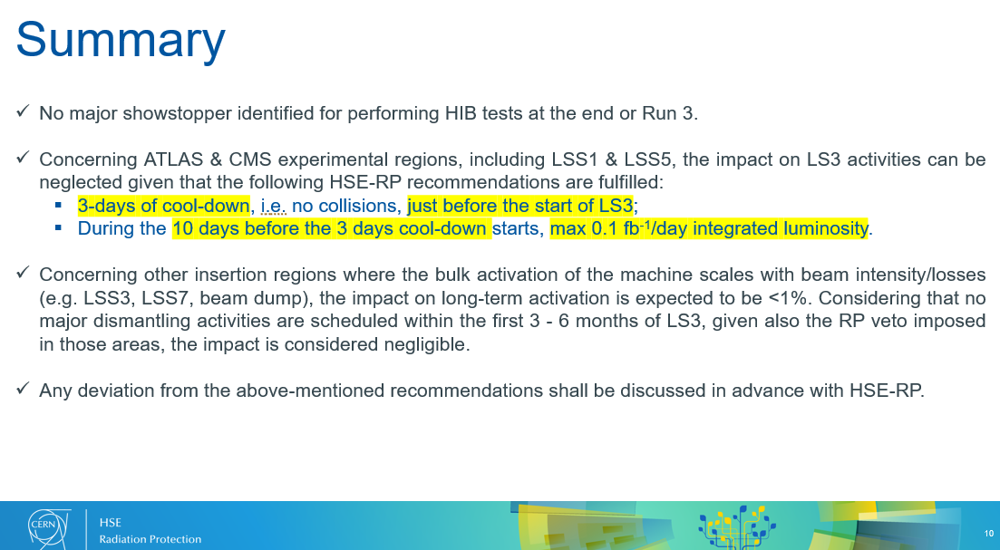 Summary
✓ No major showstopper identified for performing HIB tests at the end or Run 3.
✓ Concerning ATLAS & CMS experimental regions, including LSS1 & LSS5, the impact on LS3 activities can be
neglected given that the following HSE-RP recommendations are fulfilled:
▪ 3-days of cool-down, i.e. no collisions, just before the start of LS3;
▪ During the 10 days before the 3 days cool-down starts, max 0.1 fb⁻¹/day integrated luminosity.
✓ Concerning other insertion regions where the bulk activation of the machine scales with beam intensity/losses
(e.g. LSS3, LSS7, beam dump), the impact on long-term activation is expected to be <1%. Considering that no
major dismantling activities are scheduled within the first 3 - 6 months of LS3, given also the RP veto imposed
in those areas, the impact is considered negligible.
✓ Any deviation from the above-mentioned recommendations shall be discussed in advance with HSE-RP.
CERN
HSE
Radiation Protection
10